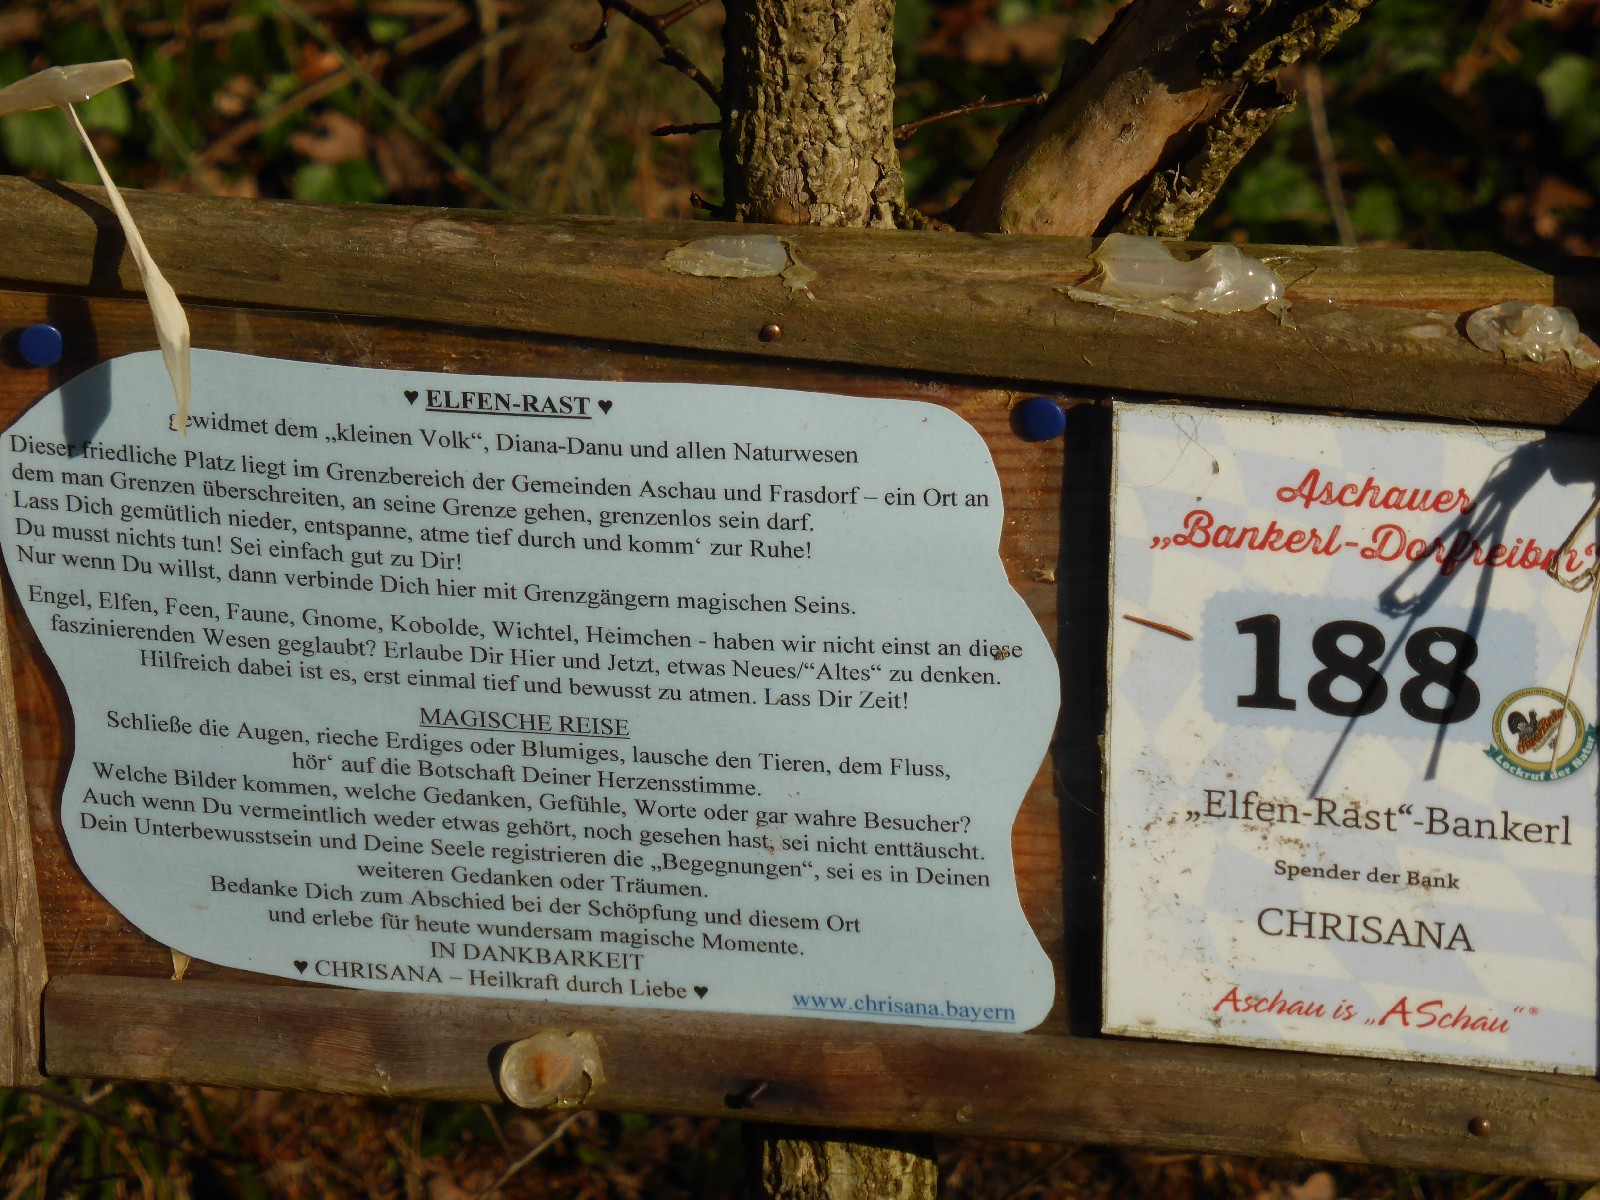 ♥ ELFEN-RAST ♥
gewidmet dem „kleinen Volk“, Diana-Danu und allen Naturwesen
Dieser friedliche Platz liegt im Grenzbereich der Gemeinden Aschau und Frasdorf – ein Ort an
dem man Grenzen überschreiten, an seine Grenze gehen, grenzenlos sein darf.
Lass Dich gemütlich nieder, entspanne, atme tief durch und komm‘ zur Ruhe!
Du musst nichts tun! Sei einfach gut zu Dir!
Nur wenn Du willst, dann verbinde Dich hier mit Grenzgängern magischen Seins.
Engel, Elfen, Feen, Faune, Gnome, Kobolde, Wichtel, Heimchen - haben wir nicht einst an diese
faszinierenden Wesen geglaubt? Erlaube Dir Hier und Jetzt, etwas Neues/“Altes“ zu denken.
Hilfreich dabei ist es, erst einmal tief und bewusst zu atmen. Lass Dir Zeit!
MAGISCHE REISE
Schließe die Augen, rieche Erdiges oder Blumiges, lausche den Tieren, dem Fluss,
hör‘ auf die Botschaft Deiner Herzensstimme.
Welche Bilder kommen, welche Gedanken, Gefühle, Worte oder gar wahre Besucher?
Auch wenn Du vermeintlich weder etwas gehört, noch gesehen hast, sei nicht enttäuscht.
Dein Unterbewusstsein und Deine Seele registrieren die „Begegnungen“, sei es in Deinen
weiteren Gedanken oder Träumen.
Bedanke Dich zum Abschied bei der Schöpfung und diesem Ort
und erlebe für heute wundersam magische Momente.
IN DANKBARKEIT
♥ CHRISANA – Heilkraft durch Liebe ♥
www.chrisana.bayern
Aschauer
„Bankerl-Dorfreibm“
188
Lockruf der Natur
„Elfen-Rast“-Bankerl
Spender der Bank
CHRISANA
Aschau is „ASchau“®